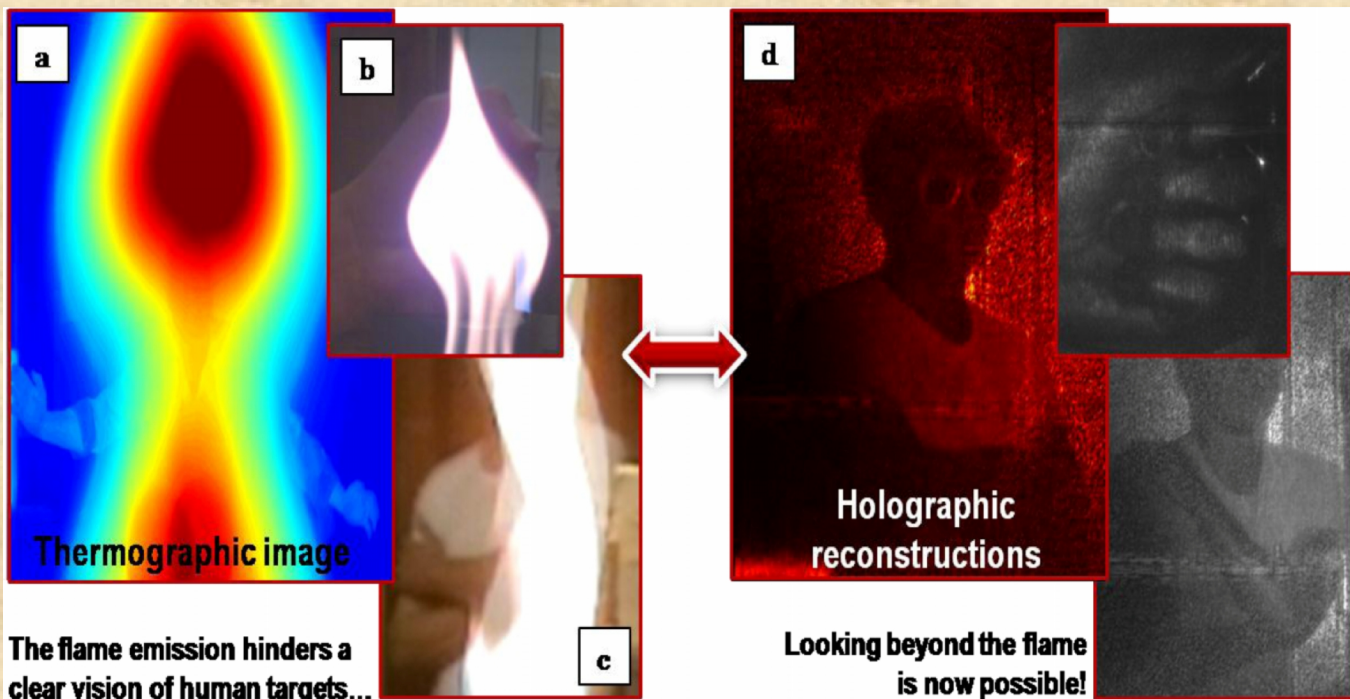 a
b
Thermographic image
c
The flame emission hinders a
clear vision of human targets...
d
Holographic
reconstructions
Looking beyond the flame
is now possible!